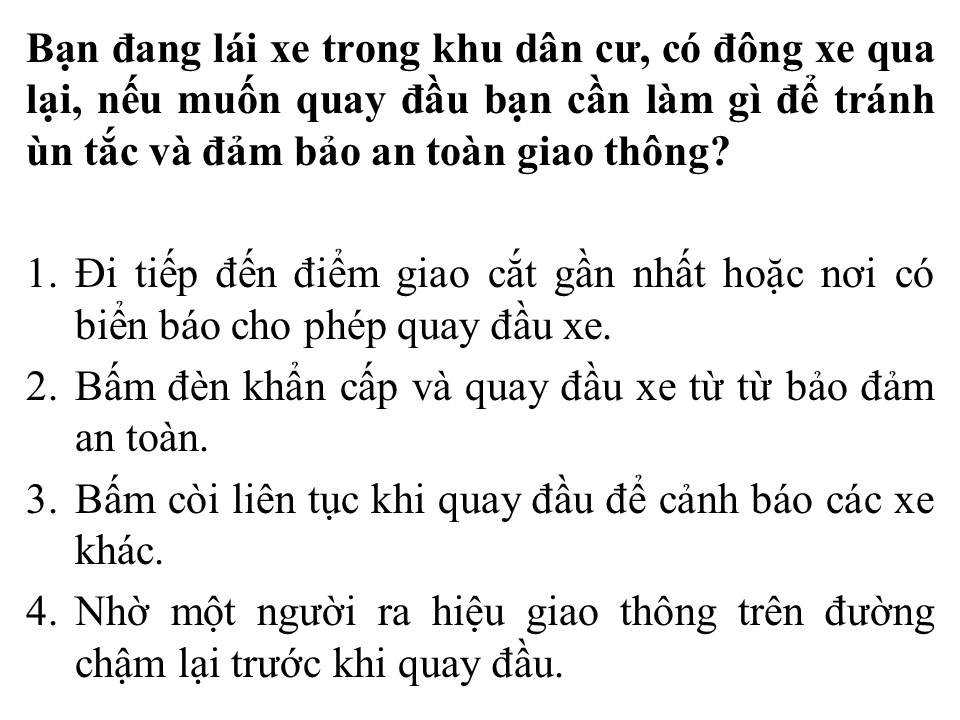 Bạn đang lái xe trong khu dân cư, có đông xe qua
lại, nếu muốn quay đầu bạn cần làm gì để tránh
ùn tắc và đảm bảo an toàn giao thông?
1. Đi tiếp đến điểm giao cắt gần nhất hoặc nơi có
biển báo cho phép quay đầu xe.
2. Bấm đèn khẩn cấp và quay đầu xe từ từ bảo đảm
an toàn.
3. Bấm còi liên tục khi quay đầu để cảnh báo các xe
khác.
4. Nhờ một người ra hiệu giao thông trên đường
chậm lại trước khi quay đầu.